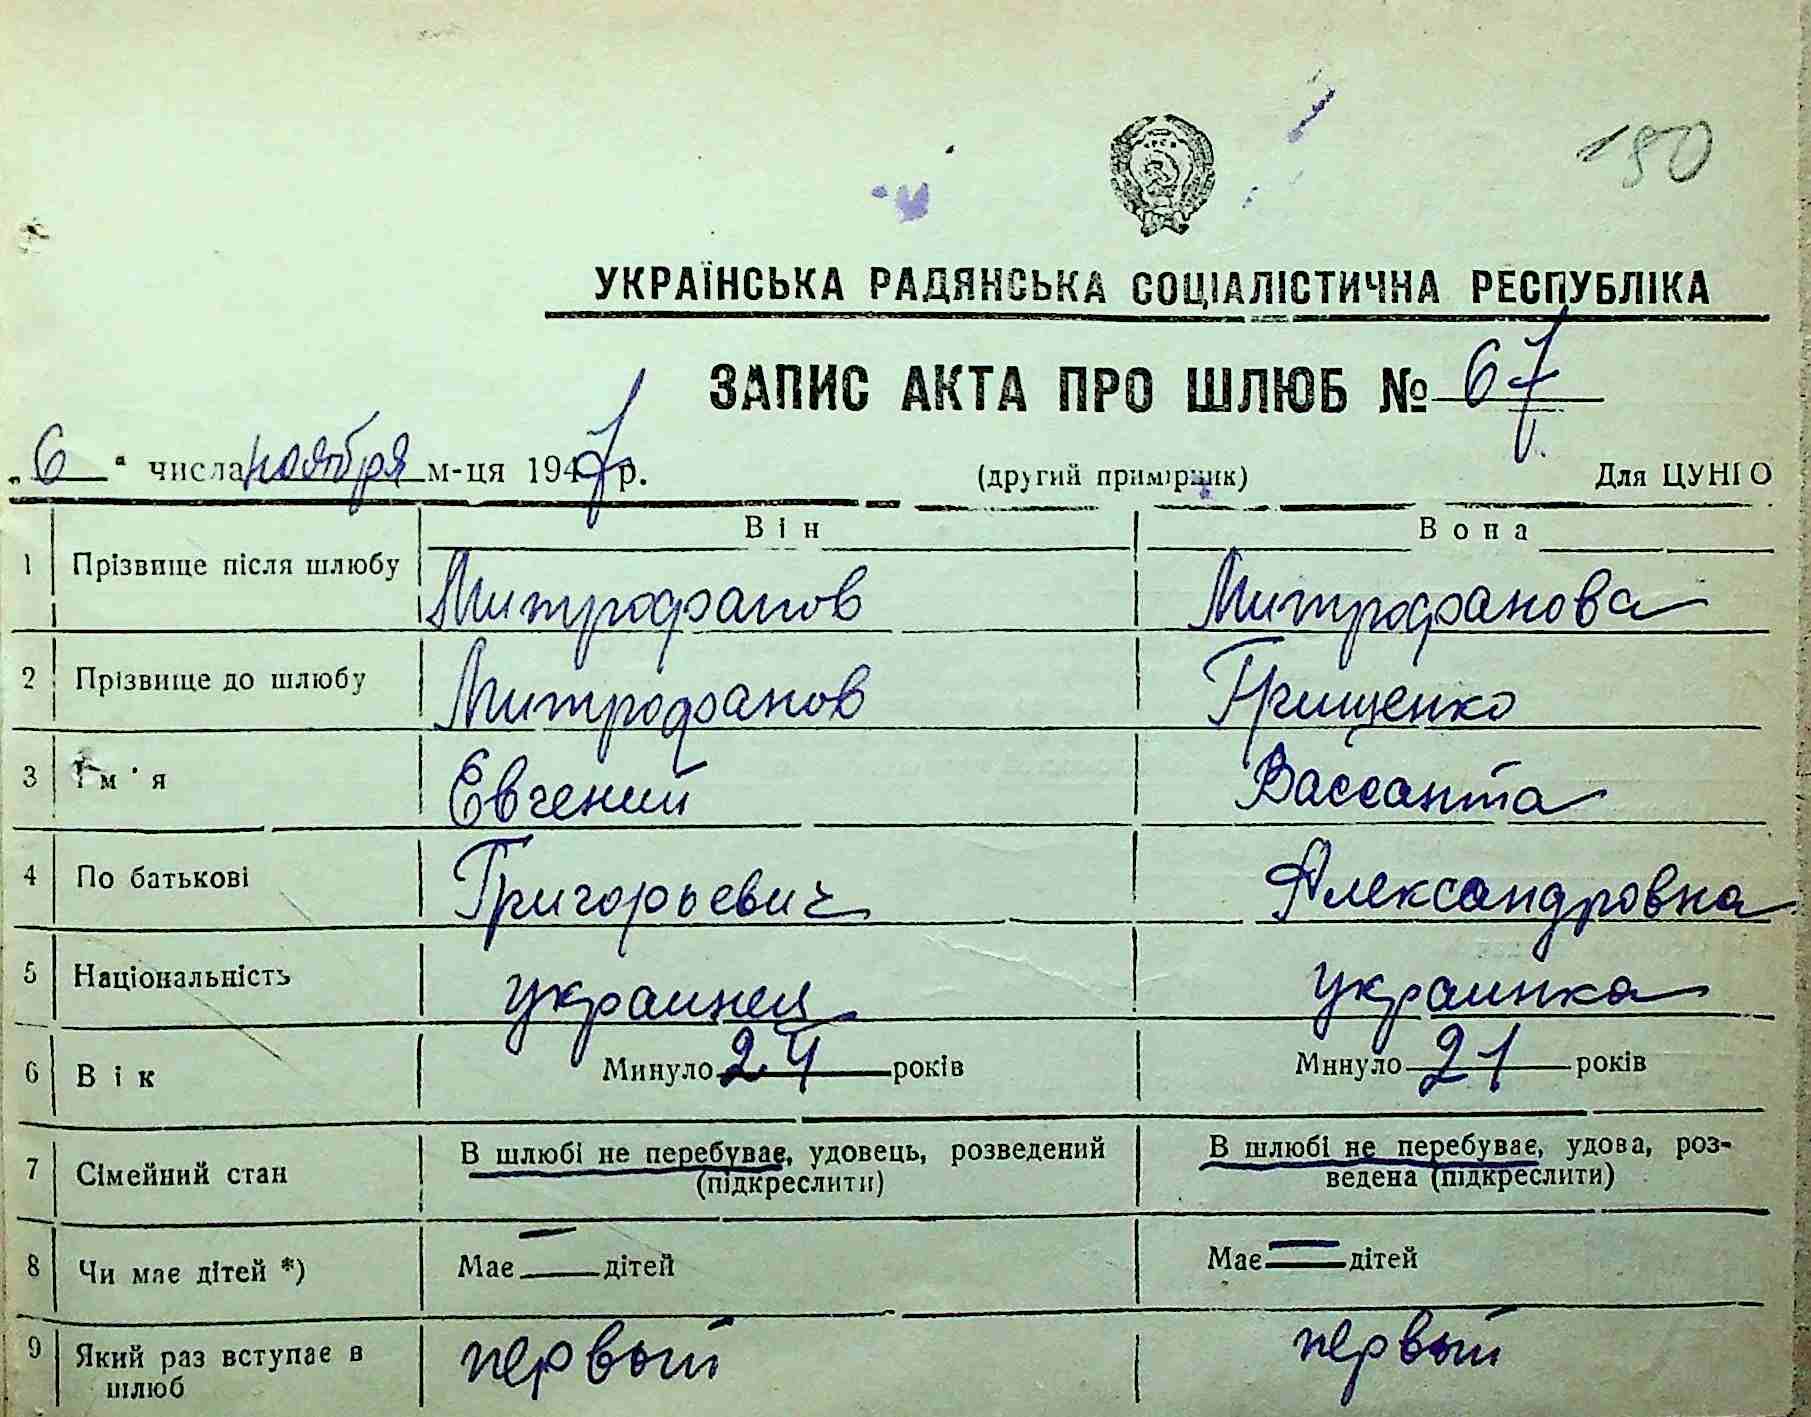 190
УКРАЇНСЬКА РАДЯНСЬКА СОЦІАЛІСТИЧНА РЕСПУБЛІКА
ЗАПИС АКТА ПРО ШЛЮБ № 67
„6“ числа ноября м-ця 1947 р. (другий примірник) Для ЦУНГО
Він Вона
1 Прізвище після шлюбу Митрофанов Митрофанова
2 Прізвище до шлюбу Митрофанов Грищенко
3 Ім'я Евгений Вассанта
4 По батькові Григорьевич Александровна
5 Національність украинец украинка
6 Вік Минуло 24 років Минуло 21 років
7 Сімейний стан В шлюбі не перебуває, удовець, розведений (підкреслити) В шлюбі не перебуває, удова, розведена (підкреслити)
8 Чи має дітей *) Має — дітей Має — дітей
9 Який раз вступає в шлюб первый первый